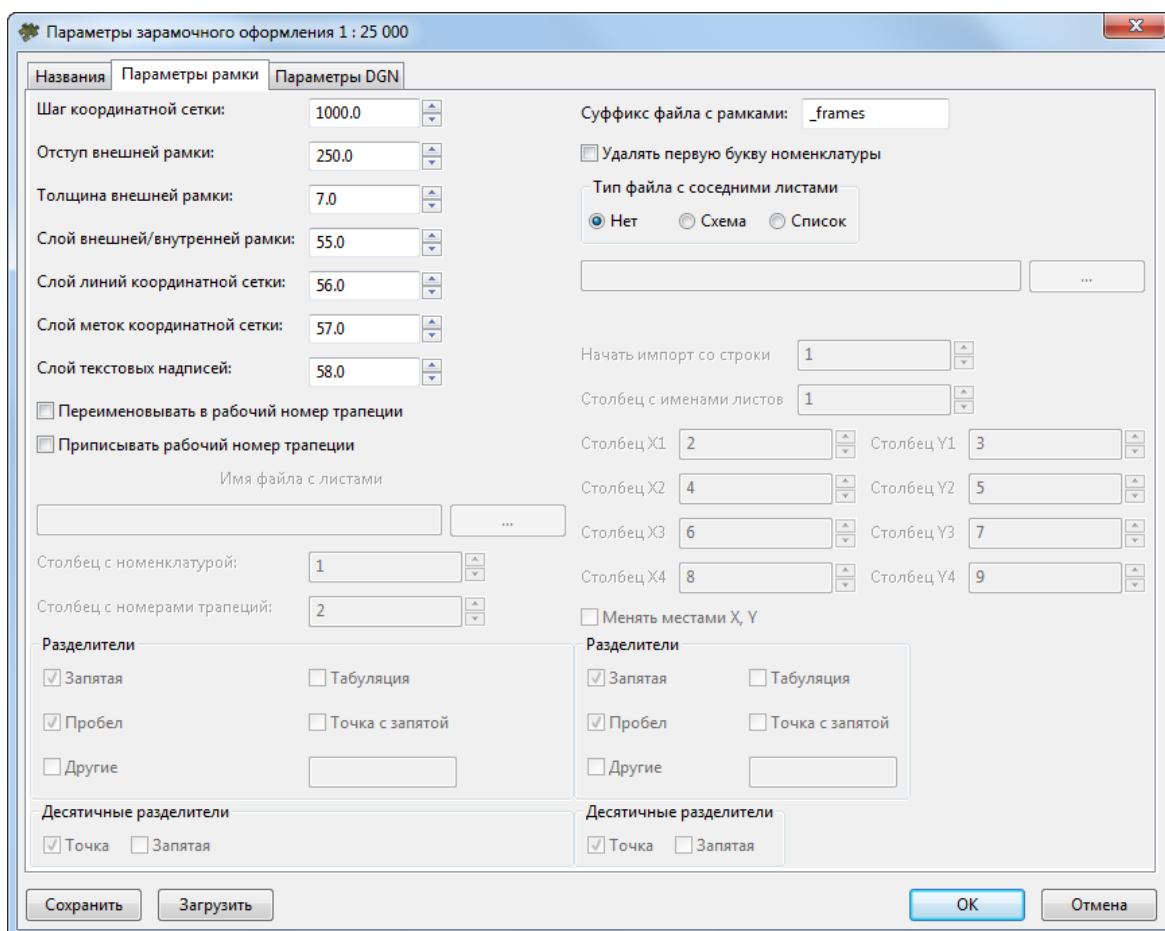 Параметры зарамочного оформления 1 : 25 000
Названия Параметры рамки Параметры DGN
Шаг координатной сетки: 1000.0
Отступ внешней рамки: 250.0
Толщина внешней рамки: 7.0
Слой внешней/внутренней рамки: 55.0
Слой линий координатной сетки: 56.0
Слой меток координатной сетки: 57.0
Слой текстовых надписей: 58.0
Переименовывать в рабочий номер трапеции
Приписывать рабочий номер трапеции
Имя файла с листами
...
Столбец с номенклатурой: 1
Столбец с номерами трапеций: 2
Разделители
Запятая Табуляция
Пробел Точка с запятой
Другие
Десятичные разделители
Точка Запятая
Суффикс файла с рамками: _frames
Удалять первую букву номенклатуры
Тип файла с соседними листами
Нет Схема Список
...
Начать импорт со строки 1
Столбец с именами листов 1
Столбец X1 2 Столбец Y1 3
Столбец X2 4 Столбец Y2 5
Столбец X3 6 Столбец Y3 7
Столбец X4 8 Столбец Y4 9
Менять местами X, Y
Разделители
Запятая Табуляция
Пробел Точка с запятой
Другие
Десятичные разделители
Точка Запятая
Сохранить Загрузить OK Отмена